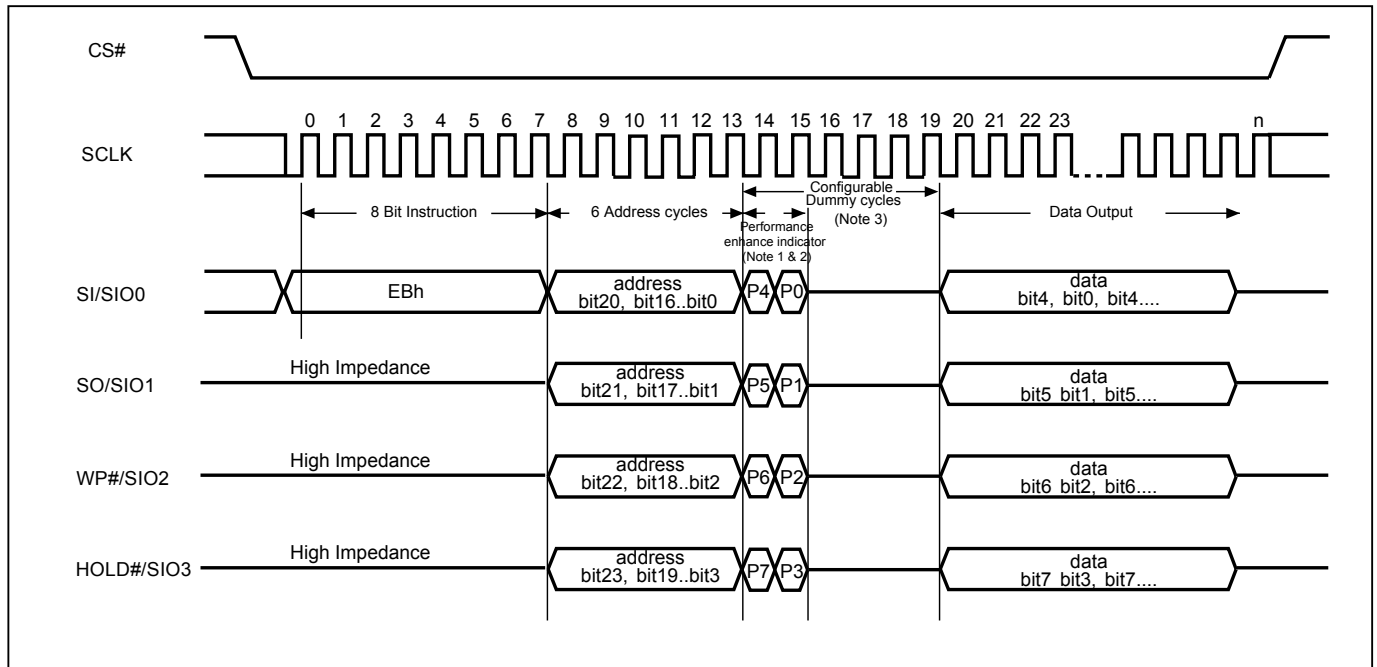 CS#
0 1 2 3 4 5 6 7 8 9 10 11 12 13 14 15 16 17 18 19 20 21 22 23 n
SCLK
Configurable
Dummy cycles
(Note 3)
8 Bit Instruction
6 Address cycles
Data Output
Performance
enhance indicator
(Note 1 & 2)
SI/SIO0
EBh
address
bit20, bit16..bit0
P4 P0
data
bit4, bit0, bit4....
SO/SIO1
High Impedance
address
bit21, bit17..bit1
P5 P1
data
bit5 bit1, bit5....
WP#/SIO2
High Impedance
address
bit22, bit18..bit2
P6 P2
data
bit6 bit2, bit6....
HOLD#/SIO3
High Impedance
address
bit23, bit19..bit3
P7 P3
data
bit7 bit3, bit7....